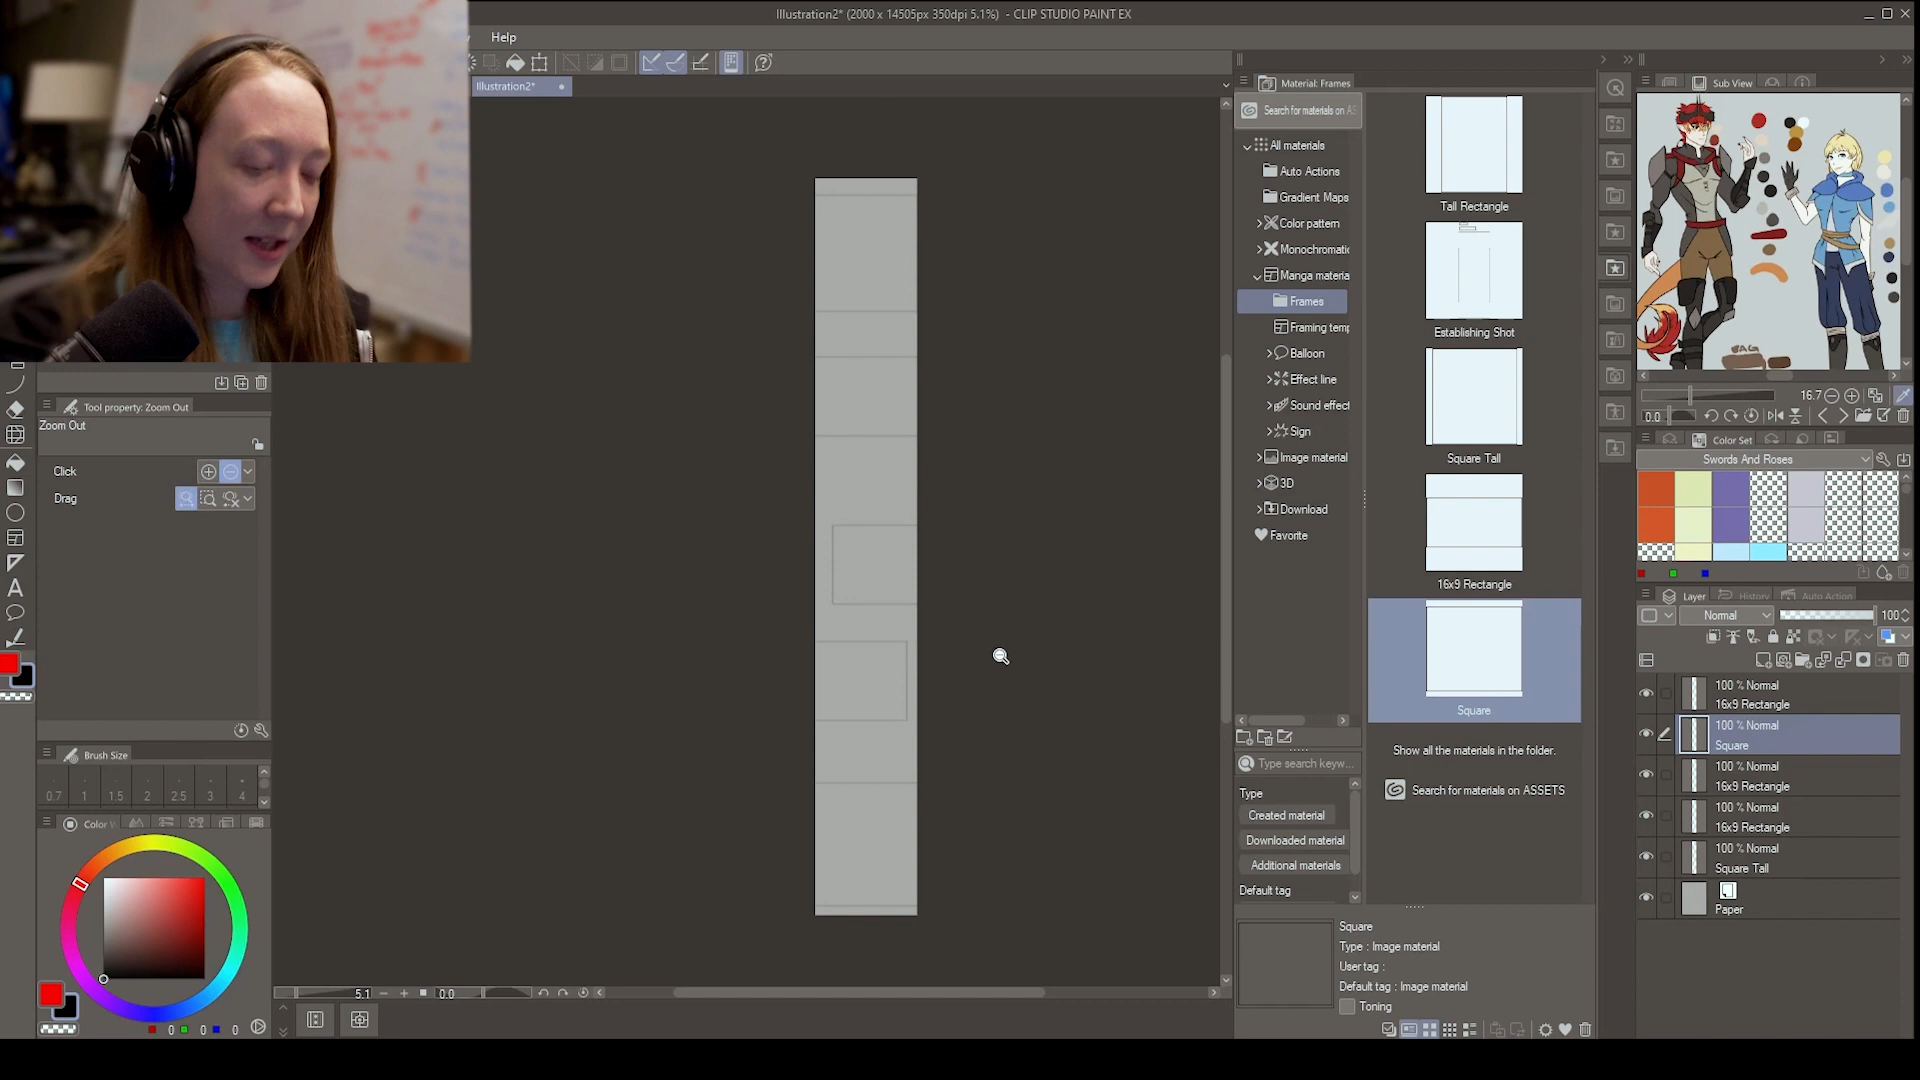 Illustration2* (2000 x 14505px 350dpi 5.1%) - CLIP STUDIO PAINT EX
Help
Illustration2*
Tool property: Zoom Out
Zoom Out
Click
Drag
Brush Size
0.7 1 1.5 2 2.5 3 4
Color
0 0 0
5.1
0.0
Material: Frames
Search for materials on AS
All materials
Auto Actions
Gradient Maps
Color pattern
Monochromatic
Manga materia
Frames
Framing temp
Balloon
Effect line
Sound effect
Sign
Image material
3D
Download
Favorite
Type search keyw...
Type
Created material
Downloaded material
Additional materials
Default tag
Tall Rectangle
Establishing Shot
Square Tall
16x9 Rectangle
Square
Show all the materials in the folder.
Search for materials on ASSETS
Square
Type : Image material
User tag :
Default tag : Image material
Toning
Sub View
BAG
16.7
0.0
Color Set
Swords And Roses
Layer
History
Auto Action
Normal
100
100 % Normal
16x9 Rectangle
100 % Normal
Square
100 % Normal
16x9 Rectangle
100 % Normal
16x9 Rectangle
100 % Normal
Square Tall
Paper